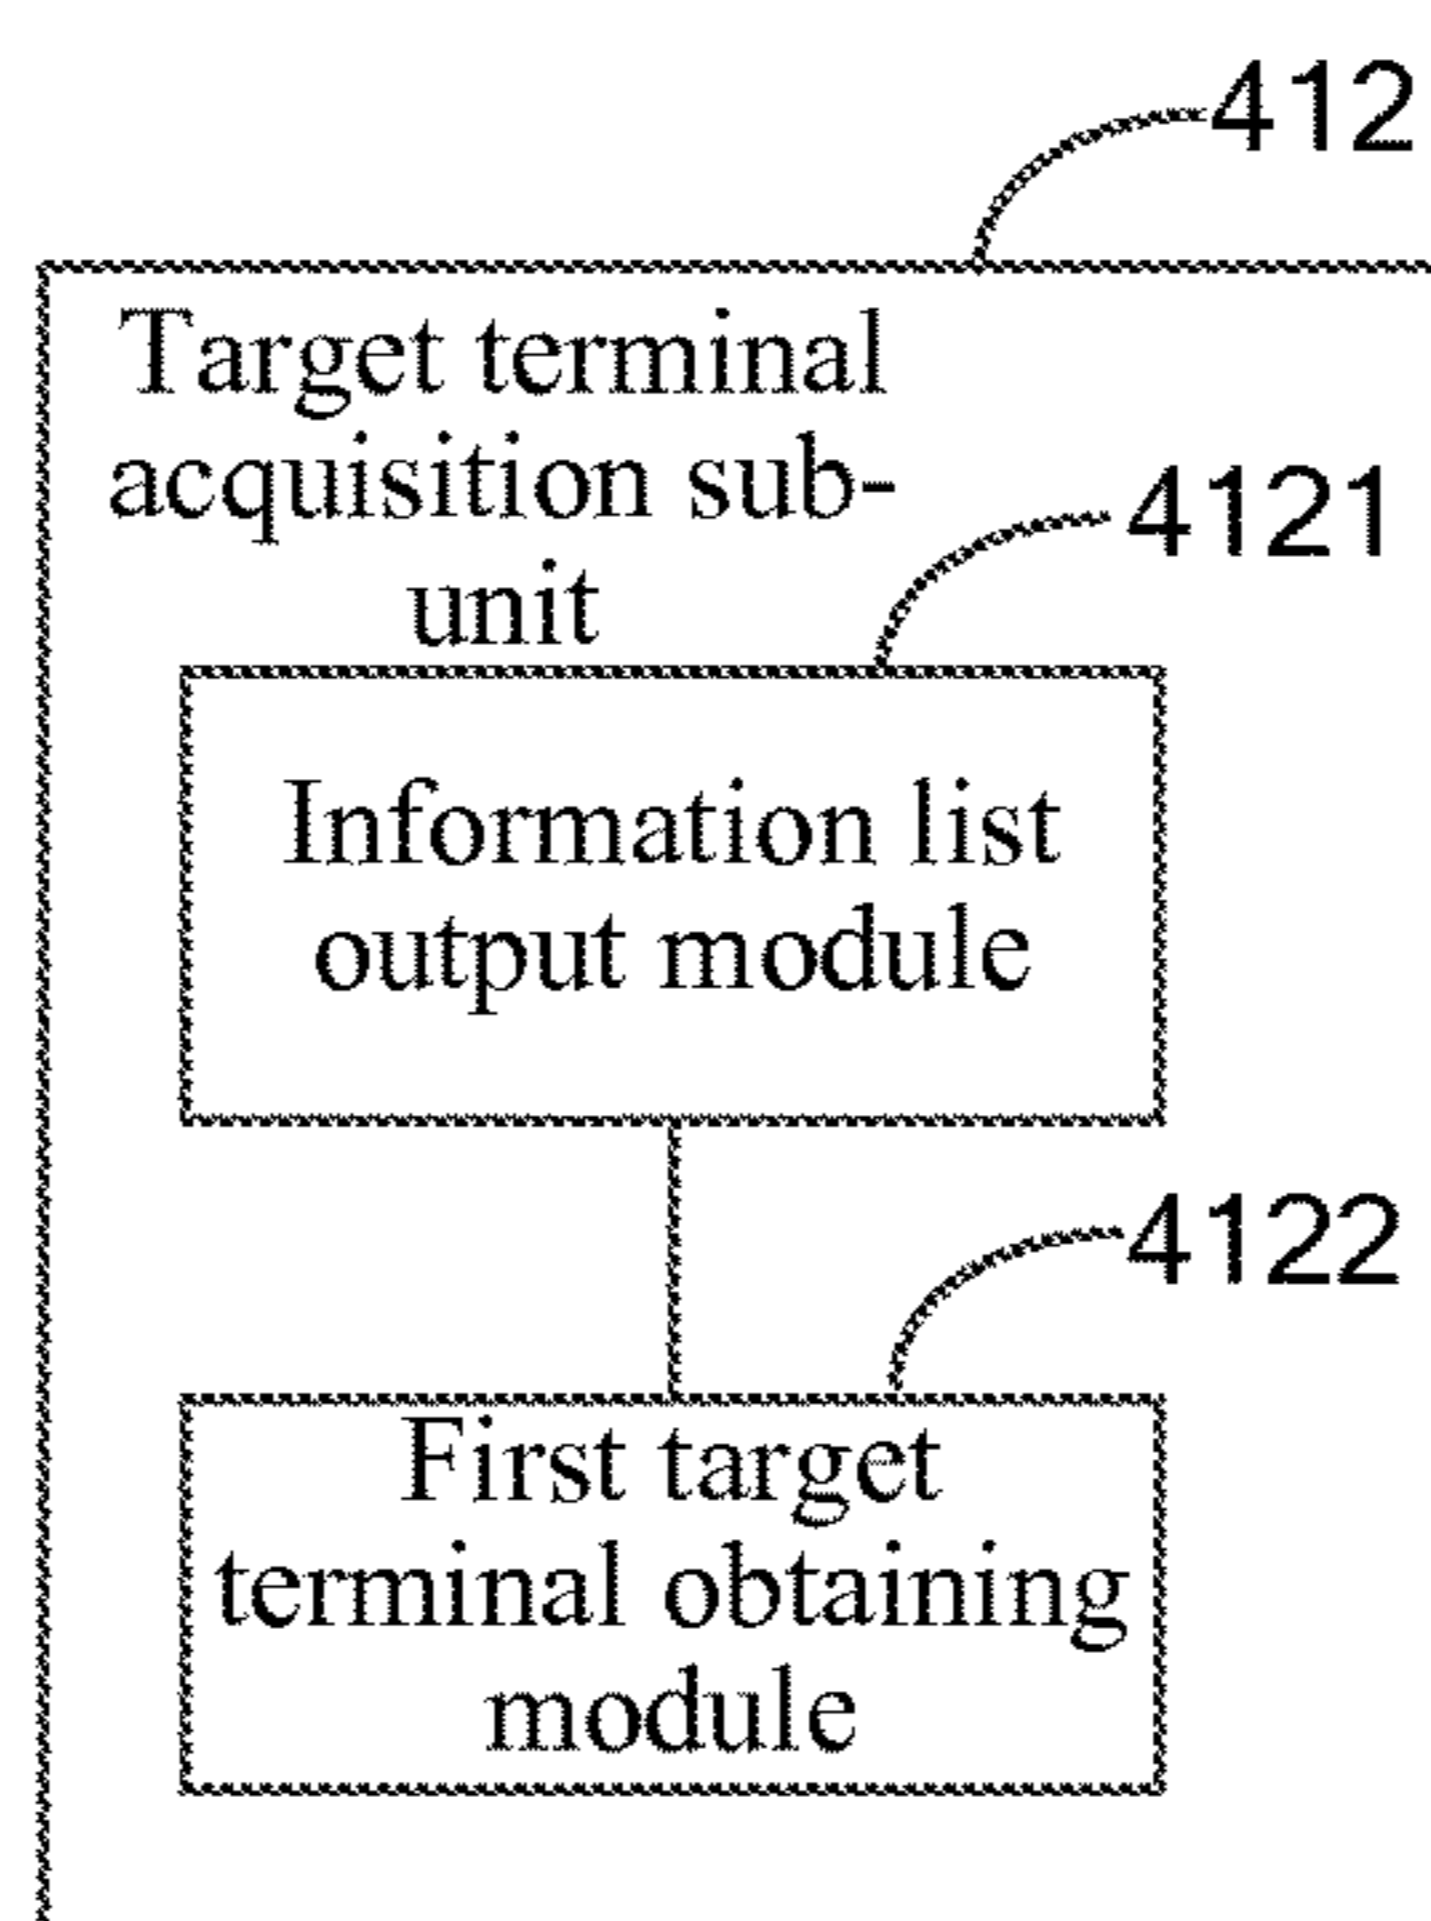 412
Target terminal
acquisition sub-
unit
4121
Information list
output module
4122
First target
terminal obtaining
module